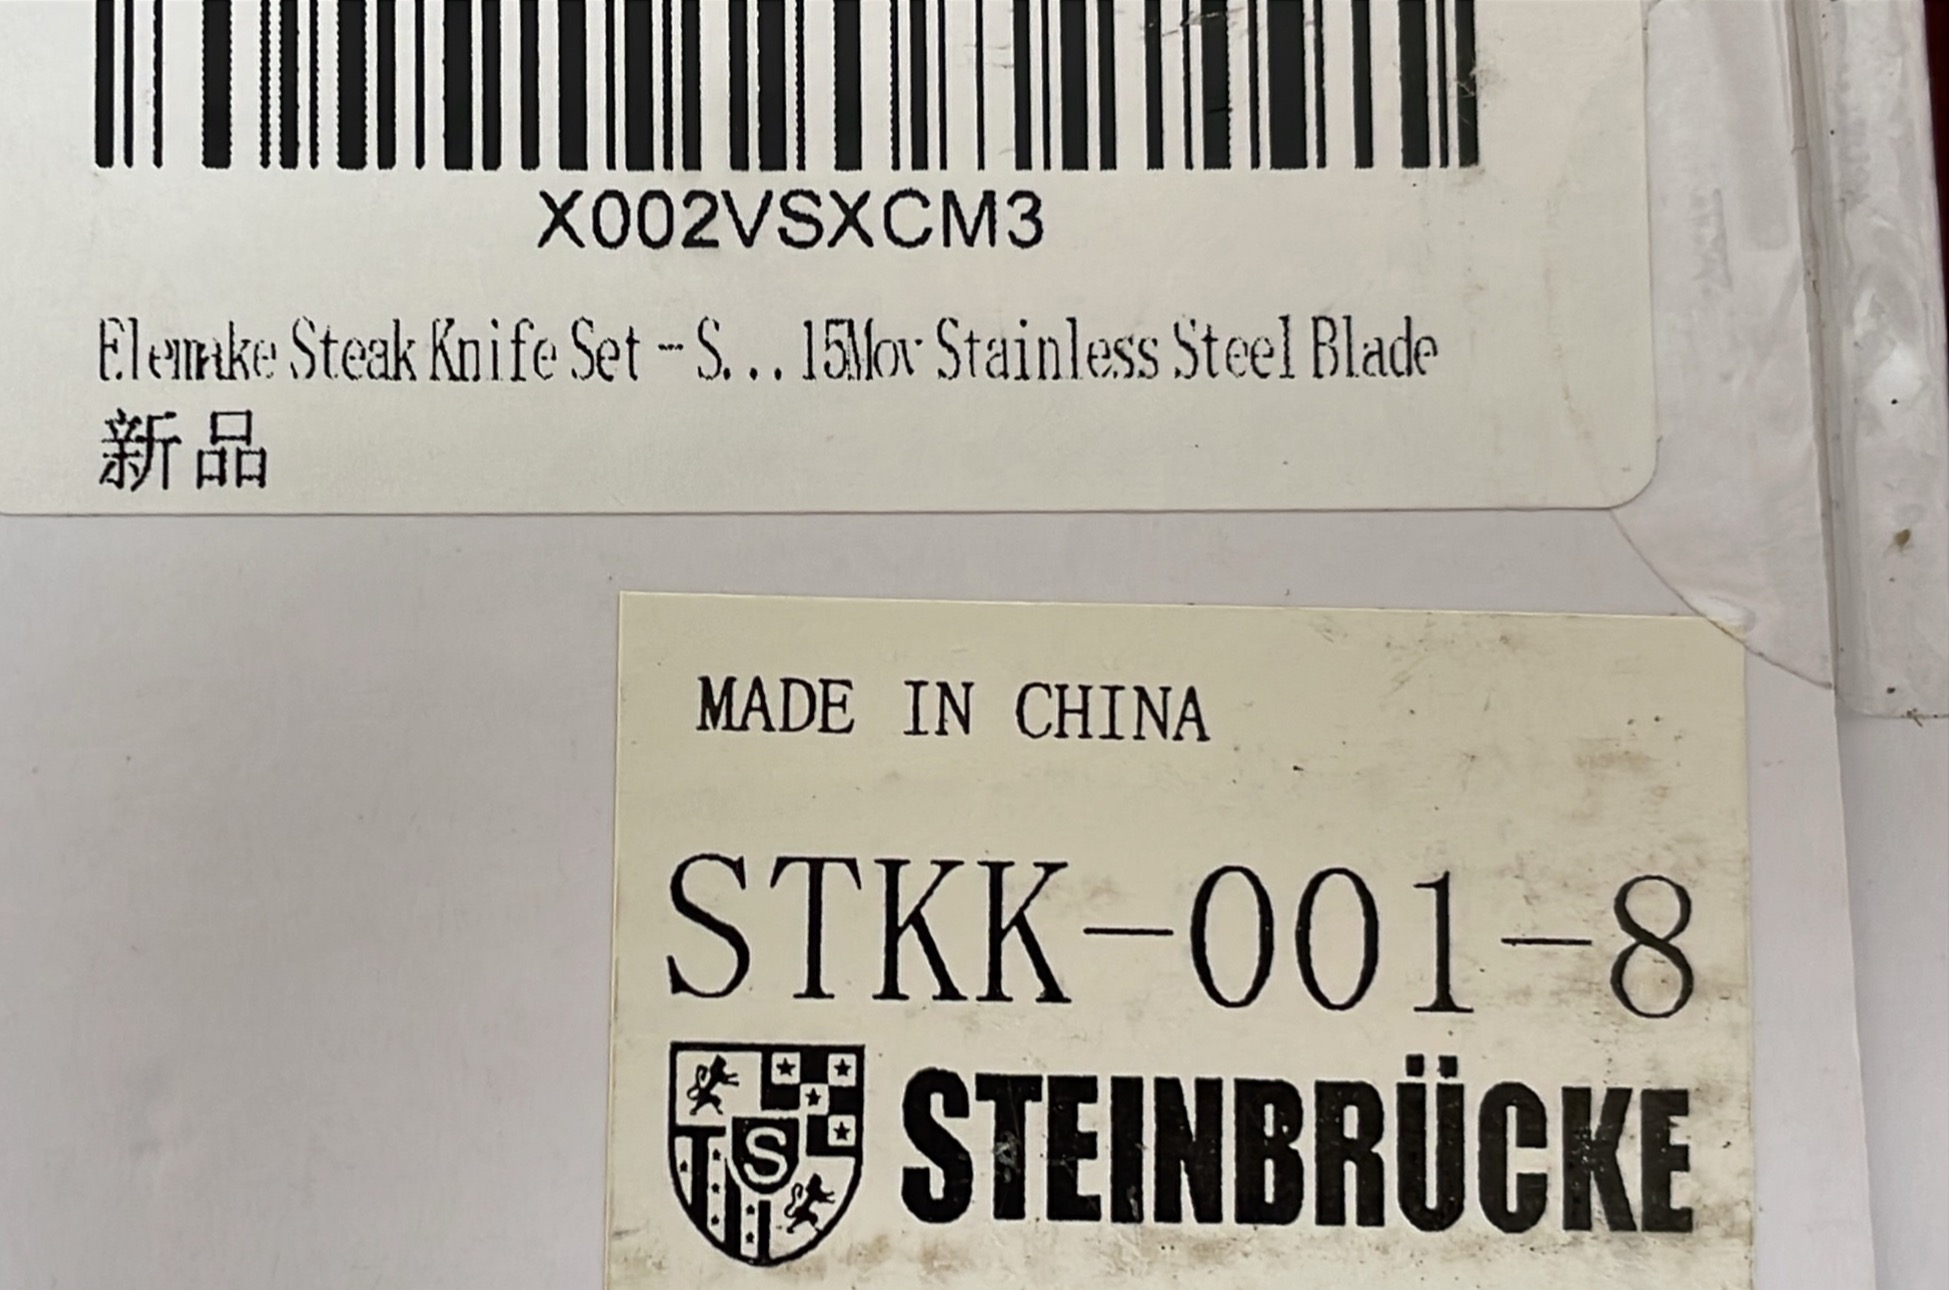 X002VSXCM3
Elemake Steak Knife Set - S... 15Mov Stainless Steel Blade
新品
MADE IN CHINA
STKK-001-8
S
STEINBRÜCKE